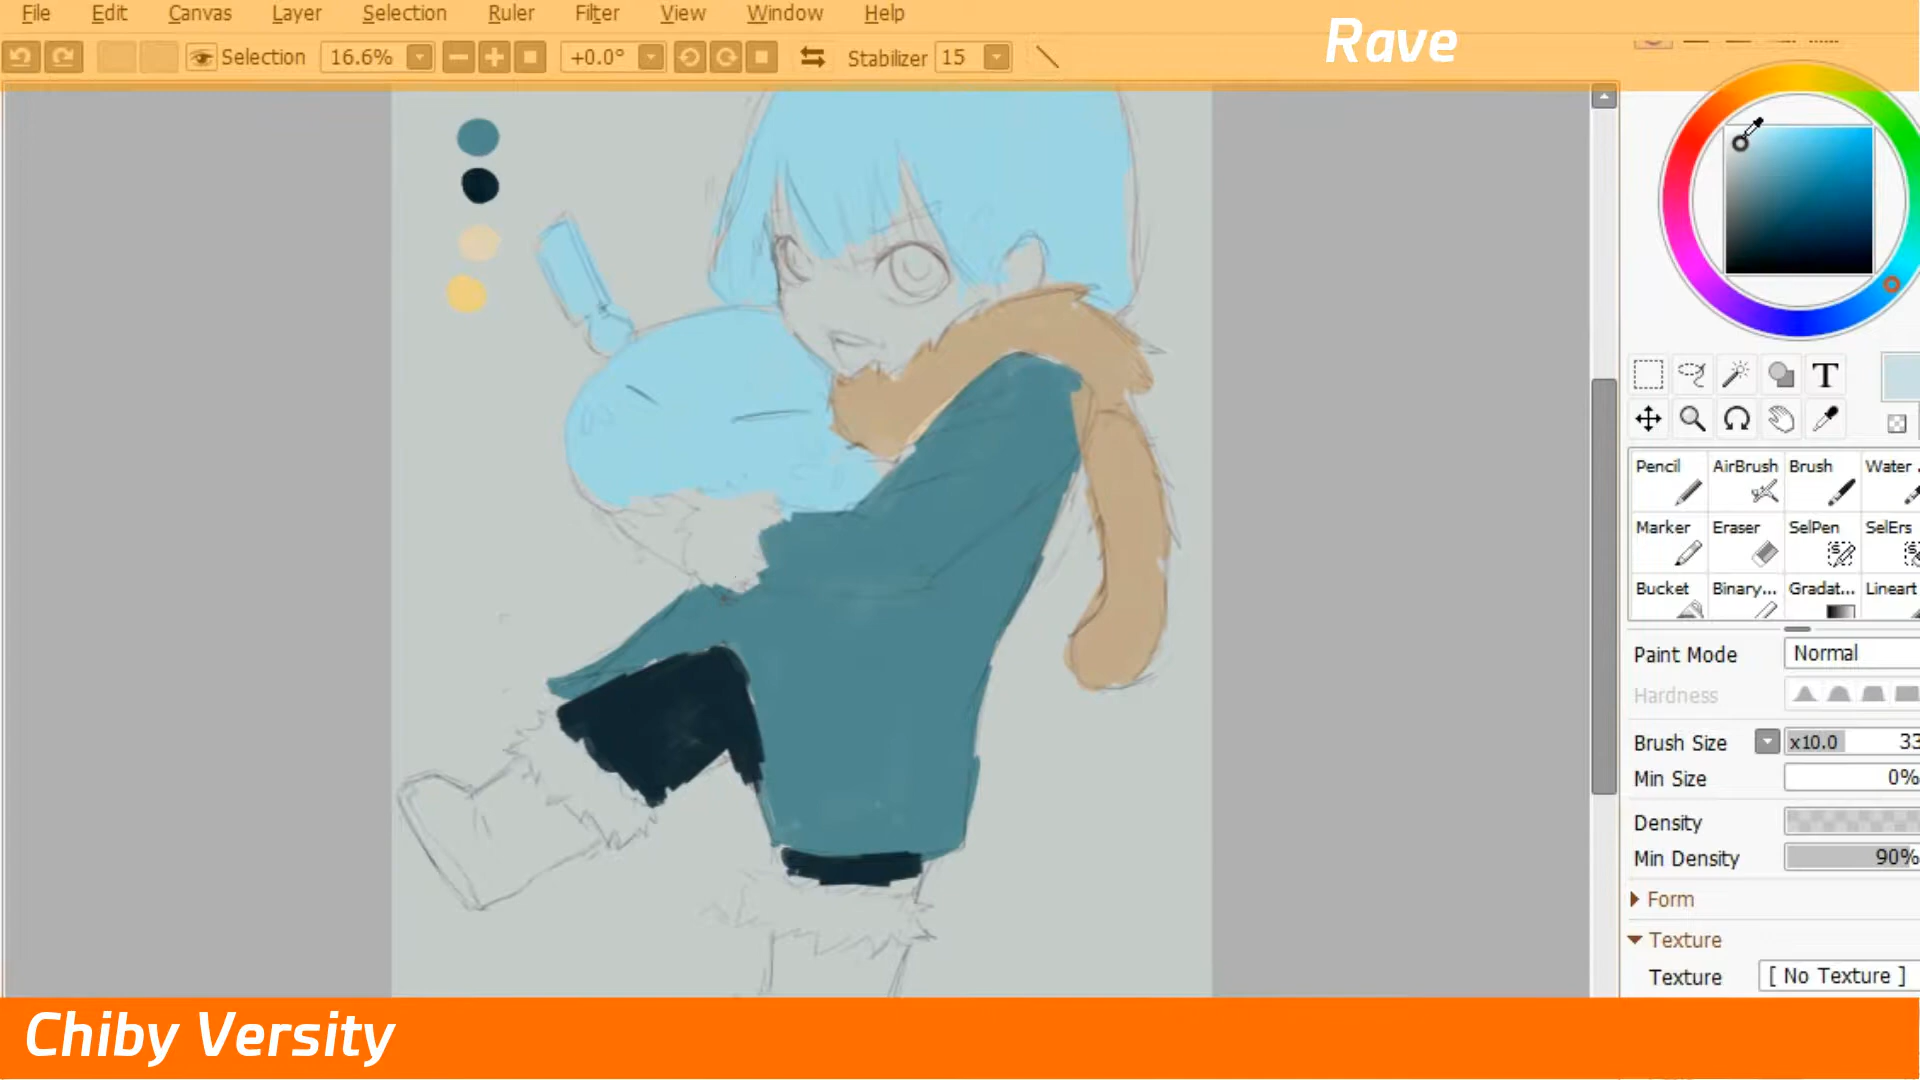 File Edit Canvas Layer Selection Ruler Filter View Window Help
Rave
Selection 16.6% +0.0° Stabilizer 15
T
Pencil AirBrush Brush Water
Marker Eraser SelPen SelErs
Bucket Binary... Gradat... Lineart
Paint Mode Normal
Hardness
Brush Size x10.0 33
Min Size 0%
Density
Min Density 90%
Form
Texture
Texture [ No Texture ]
Chiby Versity